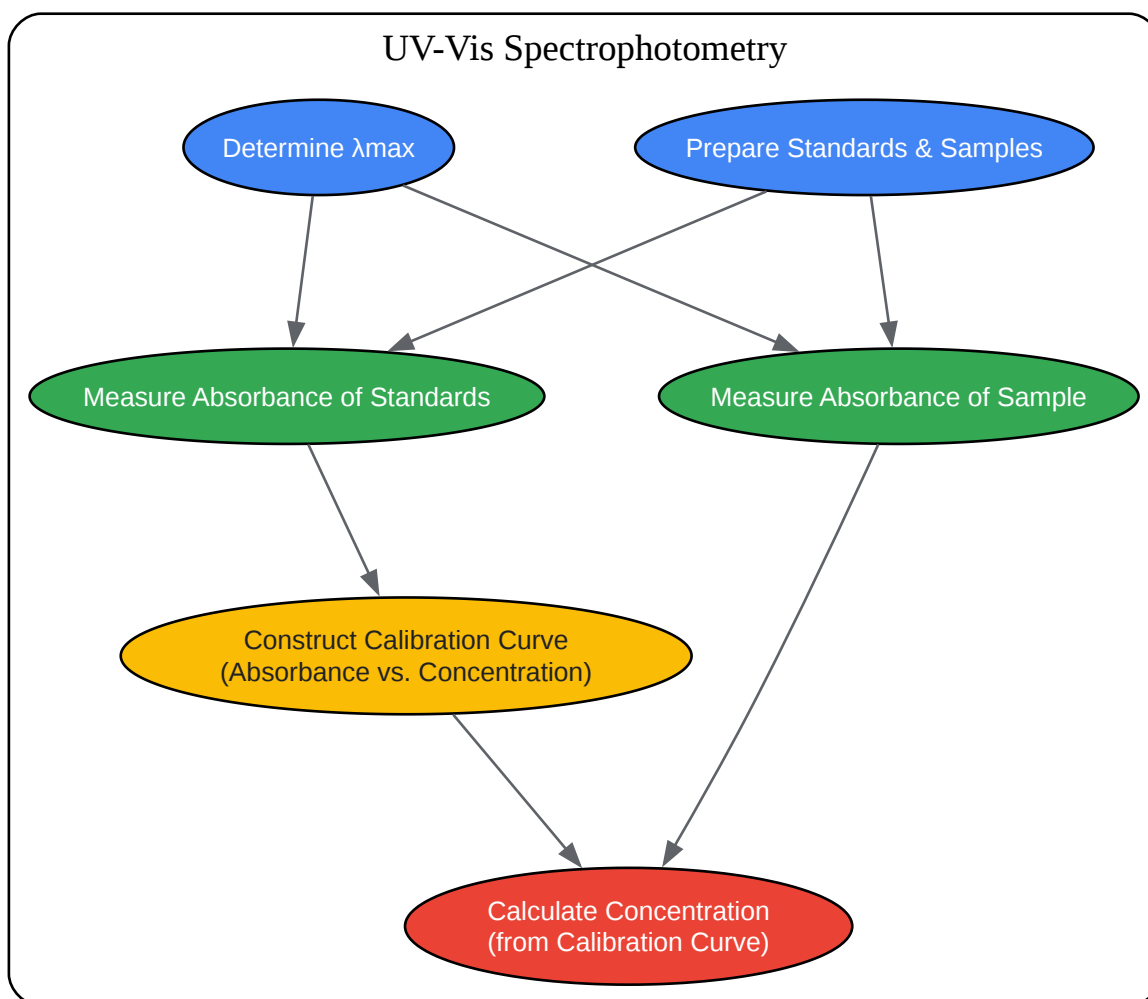 UV-Vis Spectrophotometry
Determine λmax
Prepare Standards & Samples
Measure Absorbance of Standards
Measure Absorbance of Sample
Construct Calibration Curve
(Absorbance vs. Concentration)
Calculate Concentration
(from Calibration Curve)